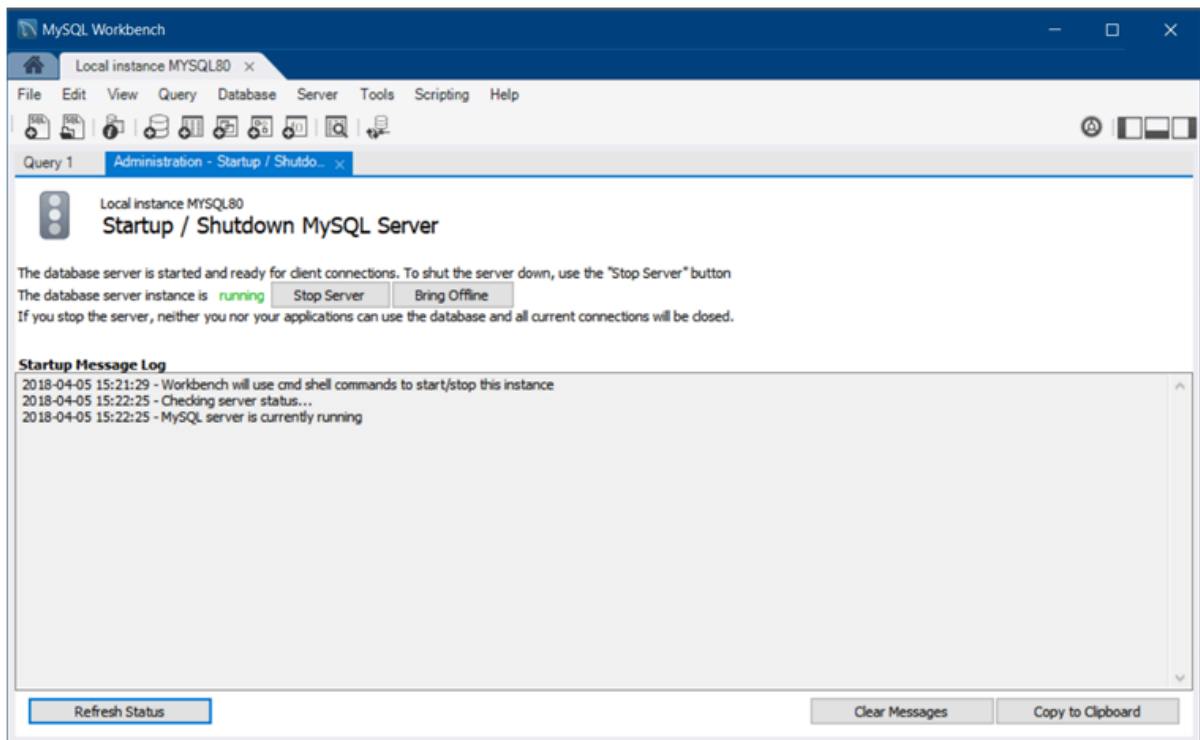 MySQL Workbench
Local instance MYSQL80
File Edit View Query Database Server Tools Scripting Help
Query 1 Administration - Startup / Shutdo...
Local instance MYSQL80
Startup / Shutdown MySQL Server
The database server is started and ready for client connections. To shut the server down, use the "Stop Server" button
The database server instance is running Stop Server Bring Offline
If you stop the server, neither you nor your applications can use the database and all current connections will be closed.
Startup Message Log
2018-04-05 15:21:29 - Workbench will use cmd shell commands to start/stop this instance
2018-04-05 15:22:25 - Checking server status...
2018-04-05 15:22:25 - MySQL server is currently running
Refresh Status Clear Messages Copy to Clipboard